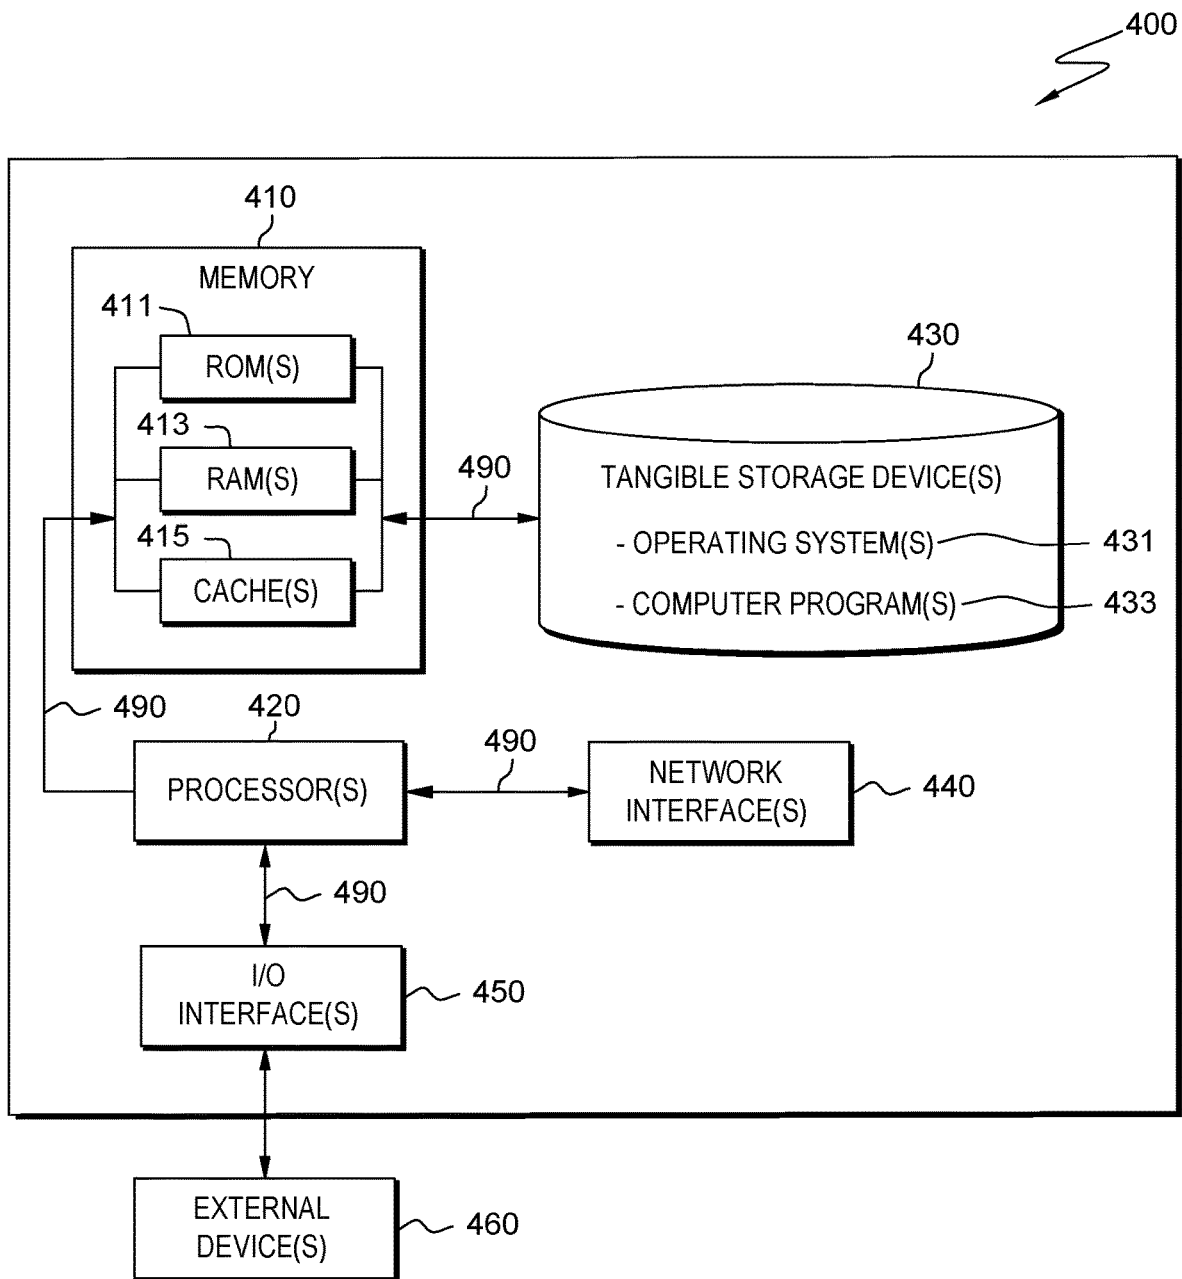 400
410
MEMORY
411
ROM(S)
413
RAM(S)
415
CACHE(S)
430
490
TANGIBLE STORAGE DEVICE(S)
- OPERATING SYSTEM(S) 431
- COMPUTER PROGRAM(S) 433
490
420
PROCESSOR(S)
490
NETWORK
INTERFACE(S)
440
490
I/O
INTERFACE(S)
450
EXTERNAL
DEVICE(S)
460